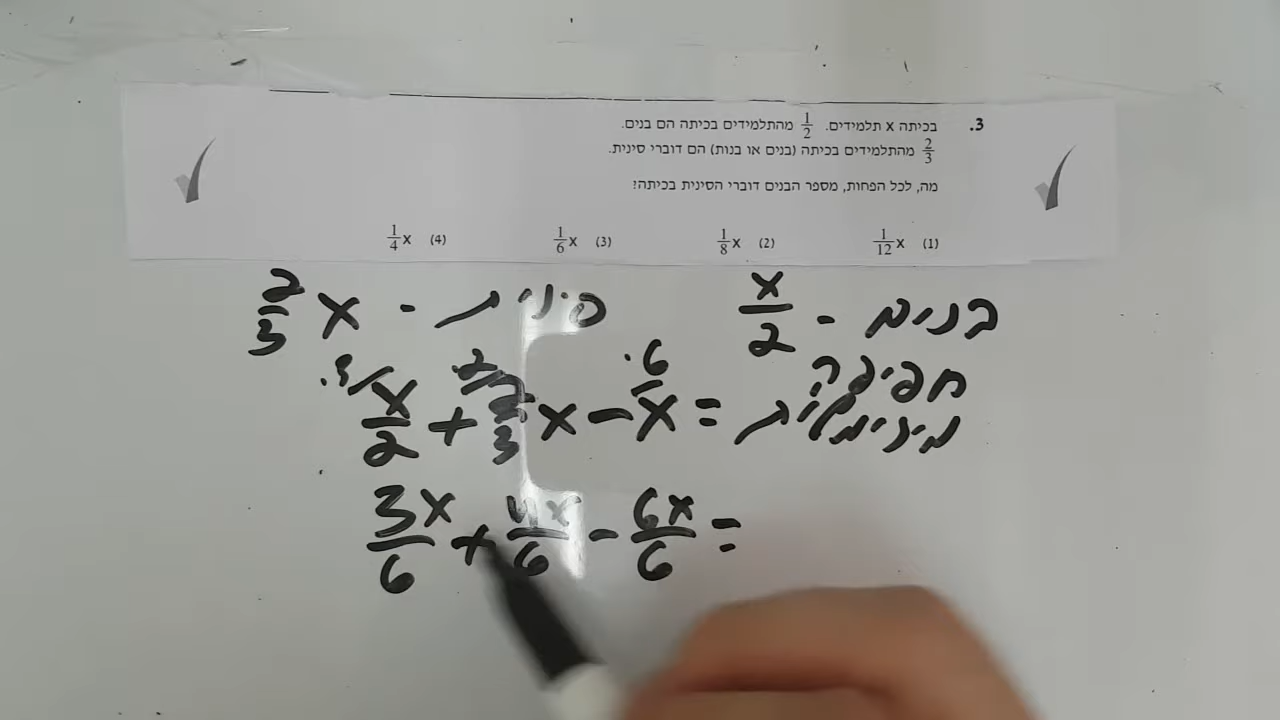 3. בכיתה x תלמידים. 1/2 מהתלמידים בכיתה הם בנים.
2/3 מהתלמידים בכיתה (בנים או בנות) הם דוברי סינית.
מה, לכל הפחות, מספר הבנים דוברי הסינית בכיתה?
(1) 1/12 x (2) 1/8 x (3) 1/6 x (4) 1/4 x
בנים - x/2
סינית - 2/3 x
חפיפה
מינימלית
x/2 + 2/3 x - x =
·3 ·2 ·6
3x/6 + 4x/6 - 6x/6 =